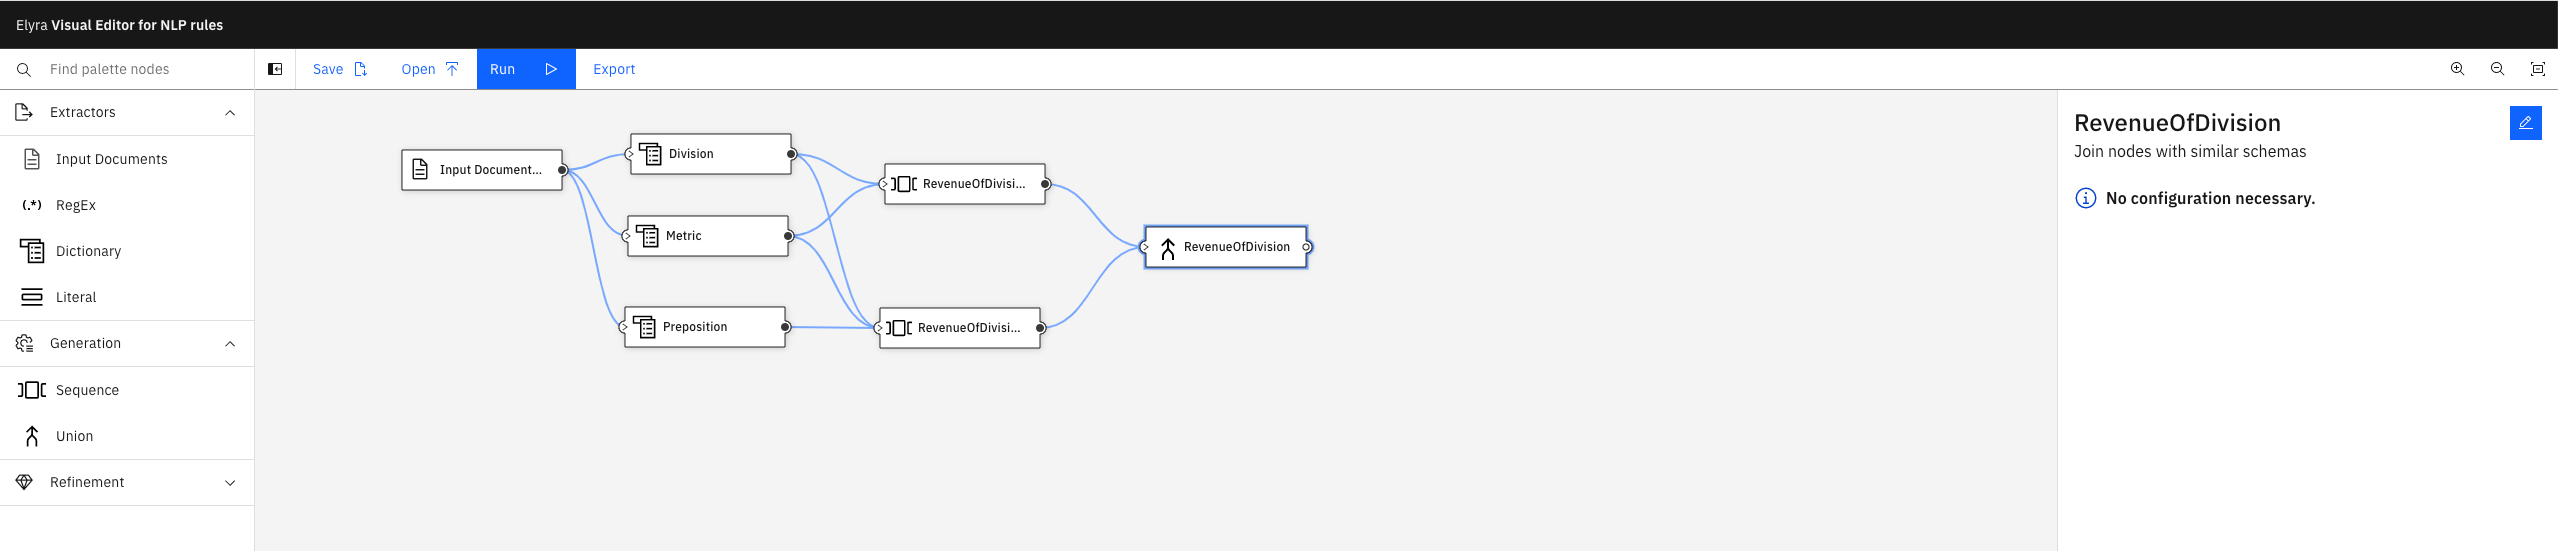 Elyra Visual Editor for NLP rules
Find palette nodes
Save
Open
Run
Export
Extractors
Input Documents
(.*) RegEx
Dictionary
Literal
Generation
Sequence
Union
Refinement
Input Document...
Division
Metric
Preposition
RevenueOfDivisi...
RevenueOfDivisi...
RevenueOfDivision
RevenueOfDivision
Join nodes with similar schemas
No configuration necessary.